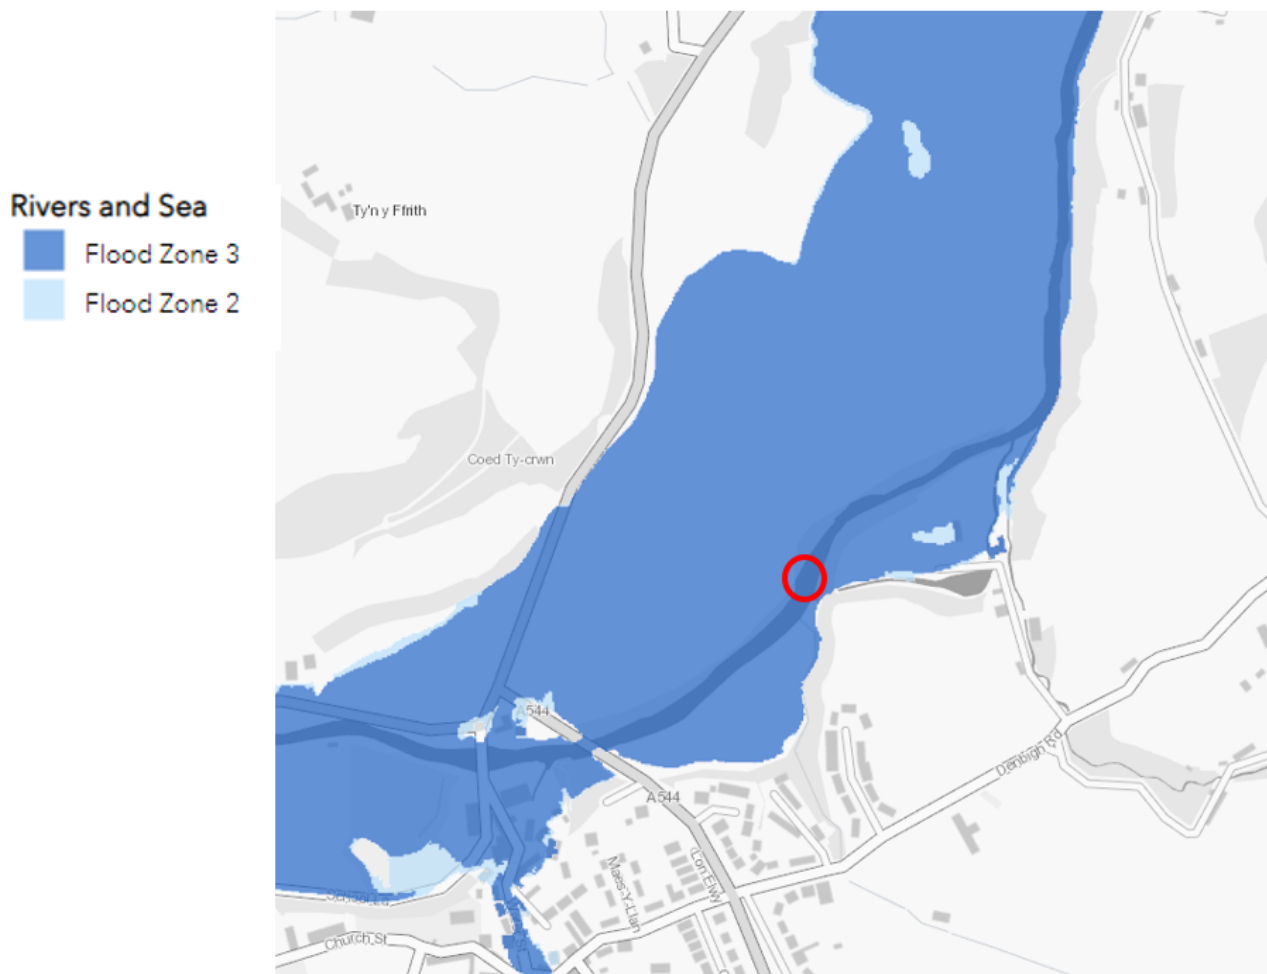 Rivers and Sea
Flood Zone 3
Flood Zone 2
Ty'n y Ffrith
Coed Ty-crwn
A544
A544
Denbigh Rd
Lon Elwy
Maes-Y-Llan
Church St